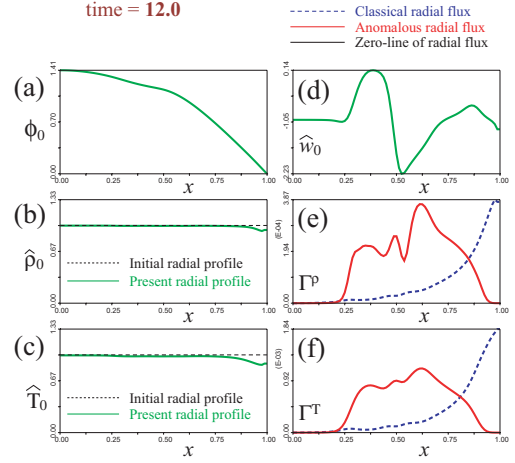 time = 12.0
Classical radial flux
Anomalous radial flux
Zero-line of radial flux
(a)
1.41
0.70
0.00
ϕ₀
0.00 0.25 0.50 0.75 1.00
x
(d)
0.14
-1.05
-2.23
ŵ₀
0.00 0.25 0.50 0.75 1.00
x
(b)
1.33
0.67
0.00
ρ̂₀
Initial radial profile
Present radial profile
0.00 0.25 0.50 0.75 1.00
x
(e)
3.87
(E-04)
1.94
0.00
Γᵖ
0.00 0.25 0.50 0.75 1.00
x
(c)
1.33
0.67
0.00
T̂₀
Initial radial profile
Present radial profile
0.00 0.25 0.50 0.75 1.00
x
(f)
1.84
(E-03)
0.92
0.00
Γᵀ
0.00 0.25 0.50 0.75 1.00
x